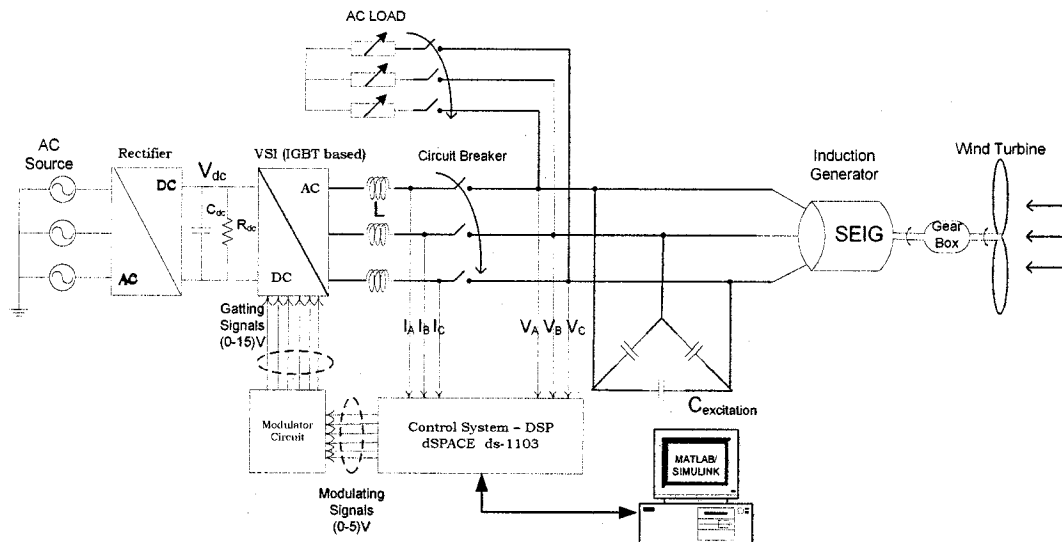 AC LOAD
AC
Source
Rectifier
DC
AC
Vdc
Cdc
Rdc
VSI (IGBT based)
AC
DC
L
Circuit Breaker
Induction
Generator
SEIG
Gear
Box
Wind Turbine
Gatting
Signals
(0-15)V
IA IB IC
VA VB VC
Cexcitation
Modulator
Circuit
Control System – DSP
dSPACE ds-1103
Modulating
Signals
(0-5)V
MATLAB/
SIMULINK